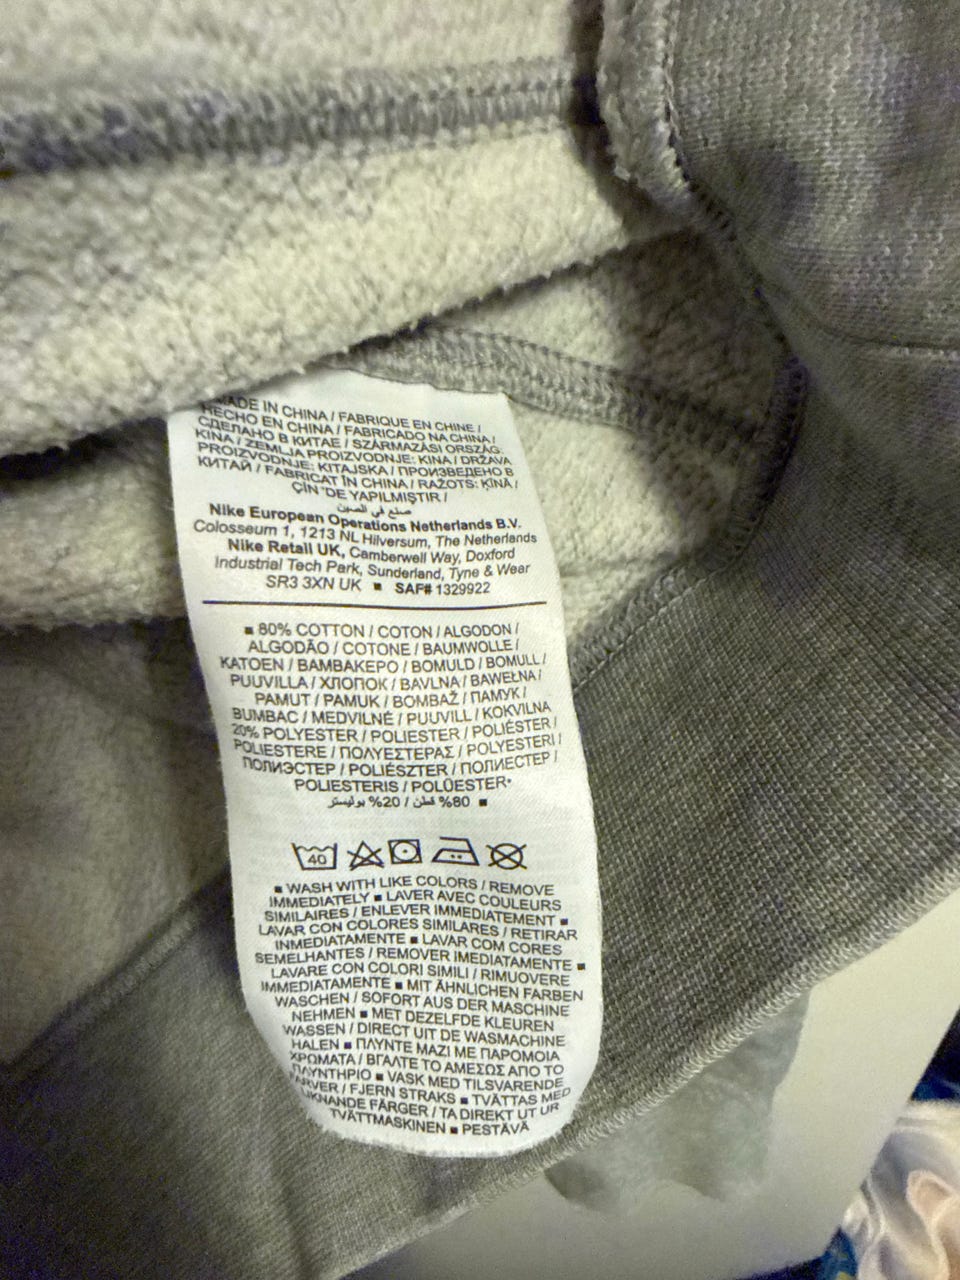 MADE IN CHINA / FABRIQUE EN CHINE /
HECHO EN CHINA / FABRICADO NA CHINA /
СДЕЛАНО В КИТАЕ / SZÁRMAZÁSI ORSZÁG:
KÍNA / ZEMLJA PROIZVODNJE: KINA / DRŽAVA
PROIZVODNJE: KITAJSKA / ПРОИЗВЕДЕНО В
КИТАЙ / FABRICAT ÎN CHINA / RAŽOTS: ĶĪNĀ /
ÇİN 'DE YAPILMIŞTIR /
صنع في الصين
Nike European Operations Netherlands B.V.
Colosseum 1, 1213 NL Hilversum, The Netherlands
Nike Retail UK, Camberwell Way, Doxford
Industrial Tech Park, Sunderland, Tyne & Wear
SR3 3XN UK ■ SAF# 1329922
■ 80% COTTON / COTON / ALGODON /
ALGODÃO / COTONE / BAUMWOLLE /
KATOEN / ΒΑΜΒΑΚΕΡΟ / BOMULD / BOMULL /
PUUVILLA / ХЛОПОК / BAVLNA / BAWEŁNA /
PAMUT / PAMUK / BOMBAŽ / ПАМУК /
BUMBAC / MEDVILNĖ / PUUVILL / KOKVILNA
20% POLYESTER / POLIESTER / POLIÉSTER /
POLIESTERE / ΠΟΛΥΕΣΤΕΡΑΣ / POLYESTERI /
ПОЛИЭСТЕР / POLIÉSZTER / ПОЛИЕСТЕР /
POLIESTERIS / POLÜESTER*
80% قطن / 20% بوليستر ■
40
■ WASH WITH LIKE COLORS / REMOVE
IMMEDIATELY ■ LAVER AVEC COULEURS
SIMILAIRES / ENLEVER IMMEDIATEMENT ■
LAVAR CON COLORES SIMILARES / RETIRAR
INMEDIATAMENTE ■ LAVAR COM CORES
SEMELHANTES / REMOVER IMEDIATAMENTE ■
LAVARE CON COLORI SIMILI / RIMUOVERE
IMMEDIATAMENTE ■ MIT ÄHNLICHEN FARBEN
WASCHEN / SOFORT AUS DER MASCHINE
NEHMEN ■ MET DEZELFDE KLEUREN
WASSEN / DIRECT UIT DE WASMACHINE
HALEN ■ ΠΛΥΝΤΕ ΜΑΖΙ ΜΕ ΠΑΡΟΜΟΙΑ
ΧΡΩΜΑΤΑ / ΒΓΑΛΤΕ ΤΟ ΑΜΕΣΩΣ ΑΠΟ ΤΟ
ΠΛΥΝΤΗΡΙΟ ■ VASK MED TILSVARENDE
FARVER / FJERN STRAKS ■ TVÄTTAS MED
LIKNANDE FÄRGER / TA DIREKT UT UR
TVÄTTMASKINEN ■ PESTÄVÄ